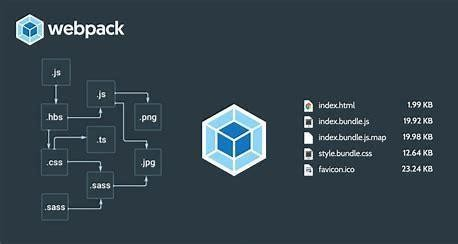 webpack
.js
.js
.hbs
.png
.ts
.css
.jpg
.sass
.sass
index.html 1.99 KB
index.bundle.js 19.92 KB
index.bundle.js.map 19.98 KB
style.bundle.css 12.64 KB
favicon.ico 23.24 KB